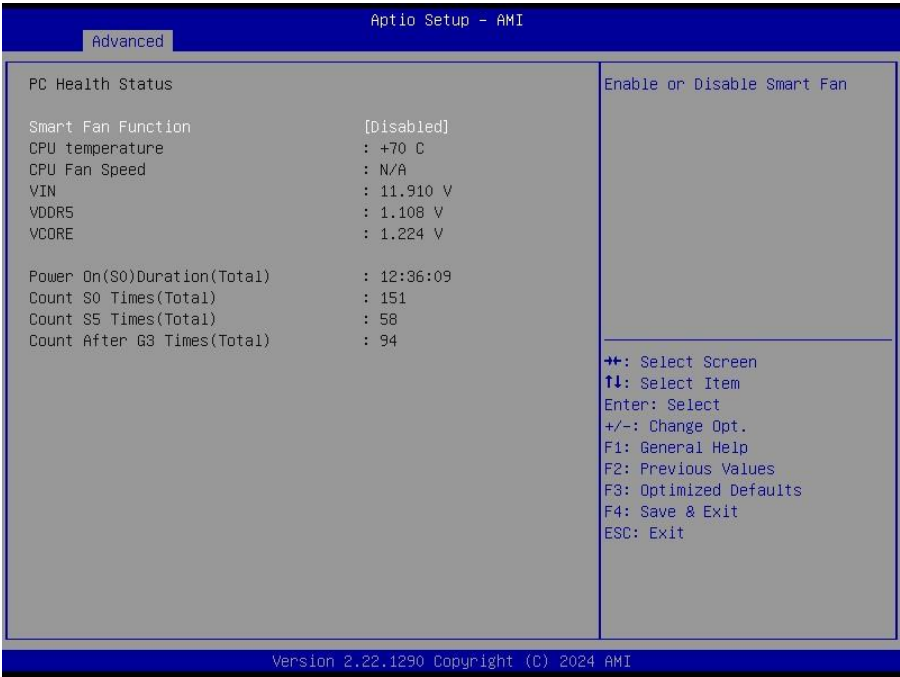 Aptio Setup - AMI
Advanced
PC Health Status
Smart Fan Function [Disabled]
CPU temperature : +70 C
CPU Fan Speed : N/A
VIN : 11.910 V
VDDR5 : 1.108 V
VCORE : 1.224 V
Power On(S0)Duration(Total) : 12:36:09
Count S0 Times(Total) : 151
Count S5 Times(Total) : 58
Count After G3 Times(Total) : 94
Enable or Disable Smart Fan
→←: Select Screen
↑↓: Select Item
Enter: Select
+/-: Change Opt.
F1: General Help
F2: Previous Values
F3: Optimized Defaults
F4: Save & Exit
ESC: Exit
Version 2.22.1290 Copyright (C) 2024 AMI